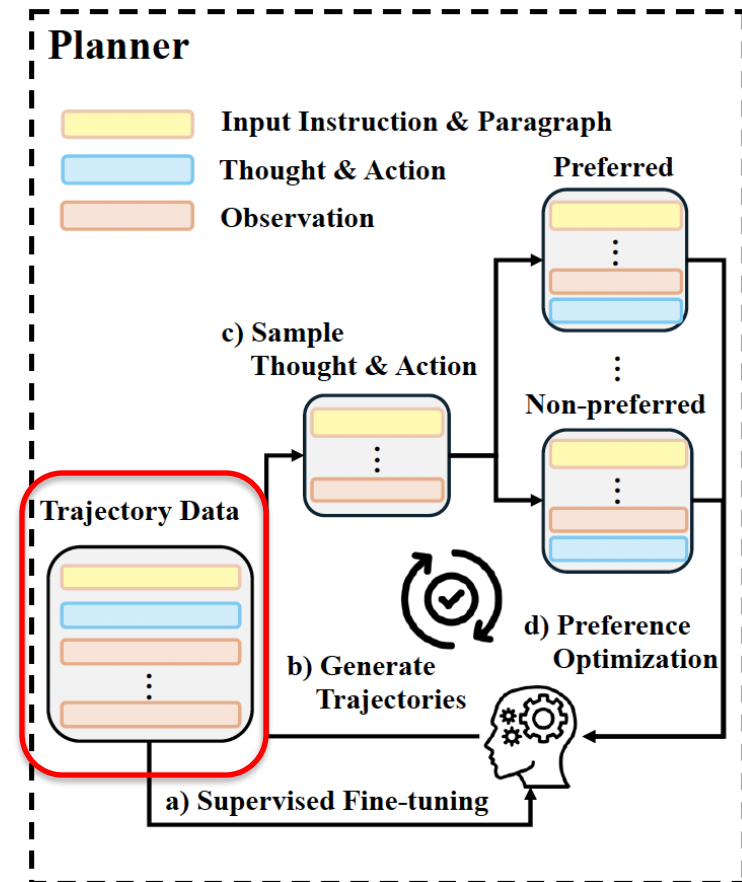 Planner
Input Instruction & Paragraph
Thought & Action
Observation
Preferred
c) Sample
Thought & Action
Non-preferred
Trajectory Data
b) Generate
Trajectories
d) Preference
Optimization
a) Supervised Fine-tuning